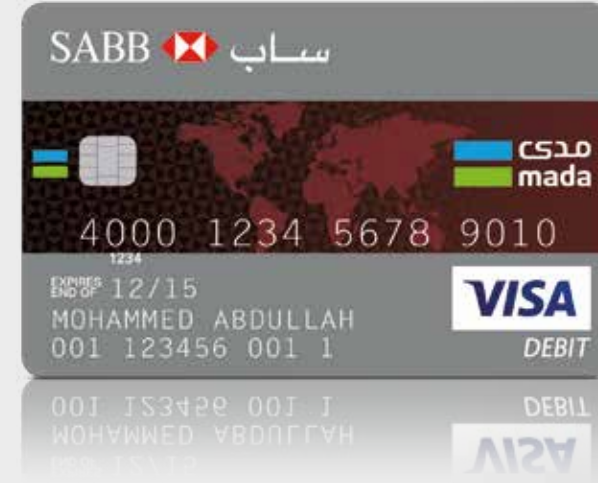 SABB ساب
مدى
mada
4000 1234 5678 9010
1234
EXPIRES
END OF 12/15
MOHAMMED ABDULLAH
001 123456 001 1
VISA
DEBIT